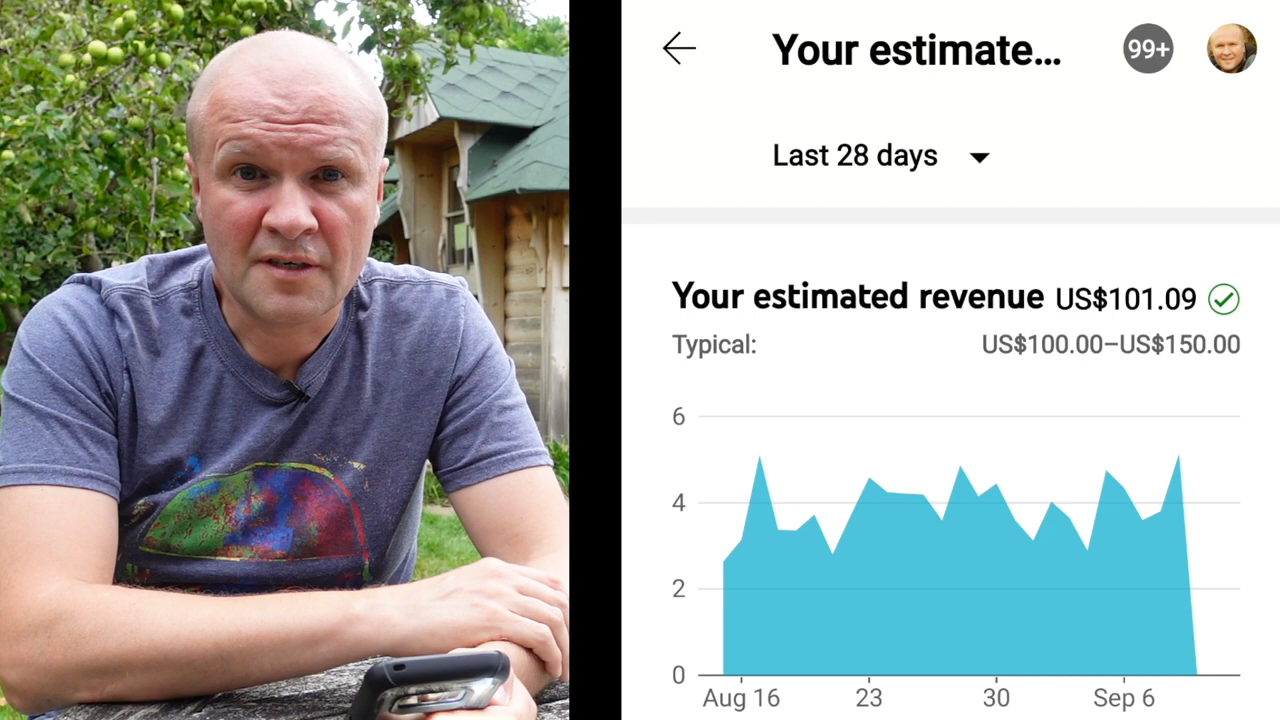 Your estimate...
99+
Last 28 days
Your estimated revenue US$101.09
Typical: US$100.00–US$150.00
6
4
2
0
Aug 16 23 30 Sep 6